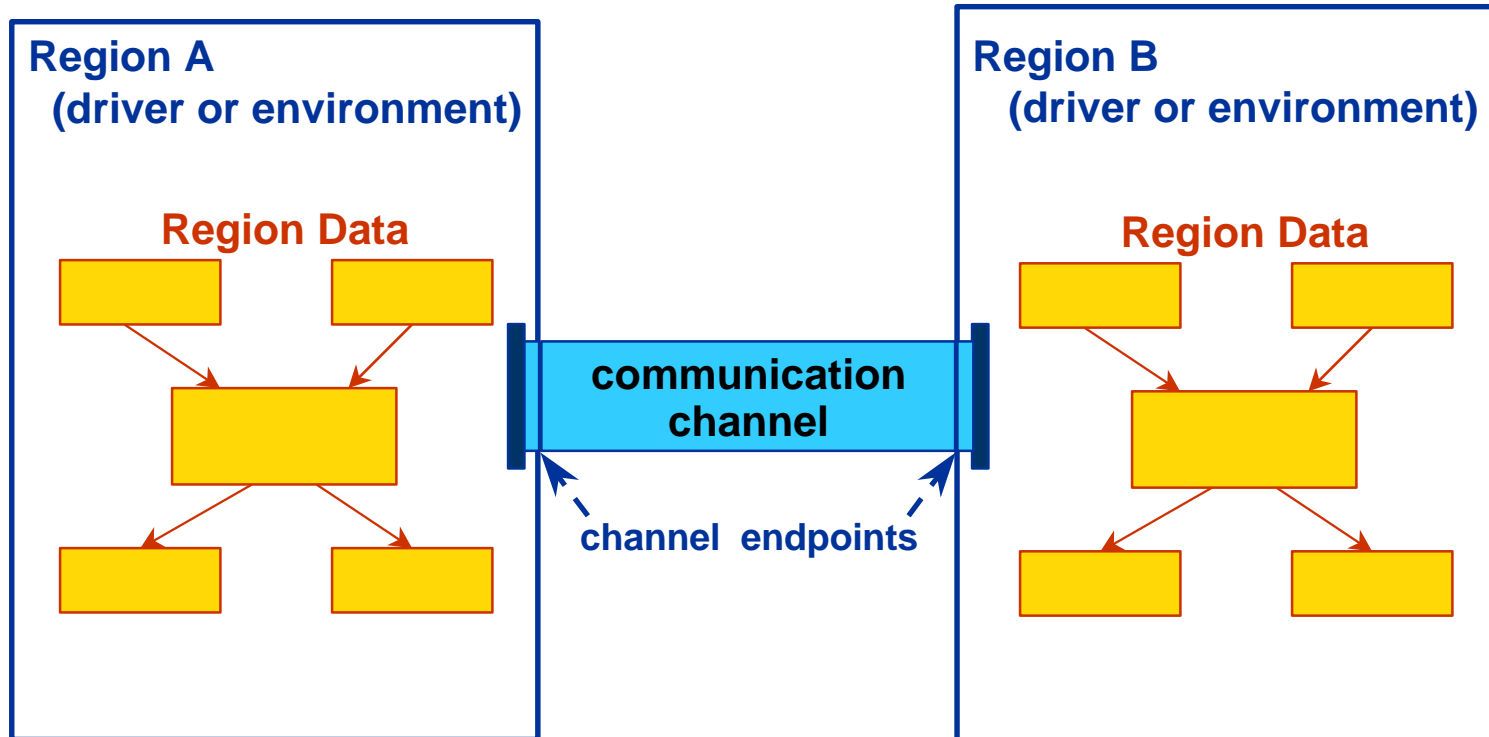 Region A
(driver or environment)
Region Data
communication
channel
channel endpoints
Region B
(driver or environment)
Region Data